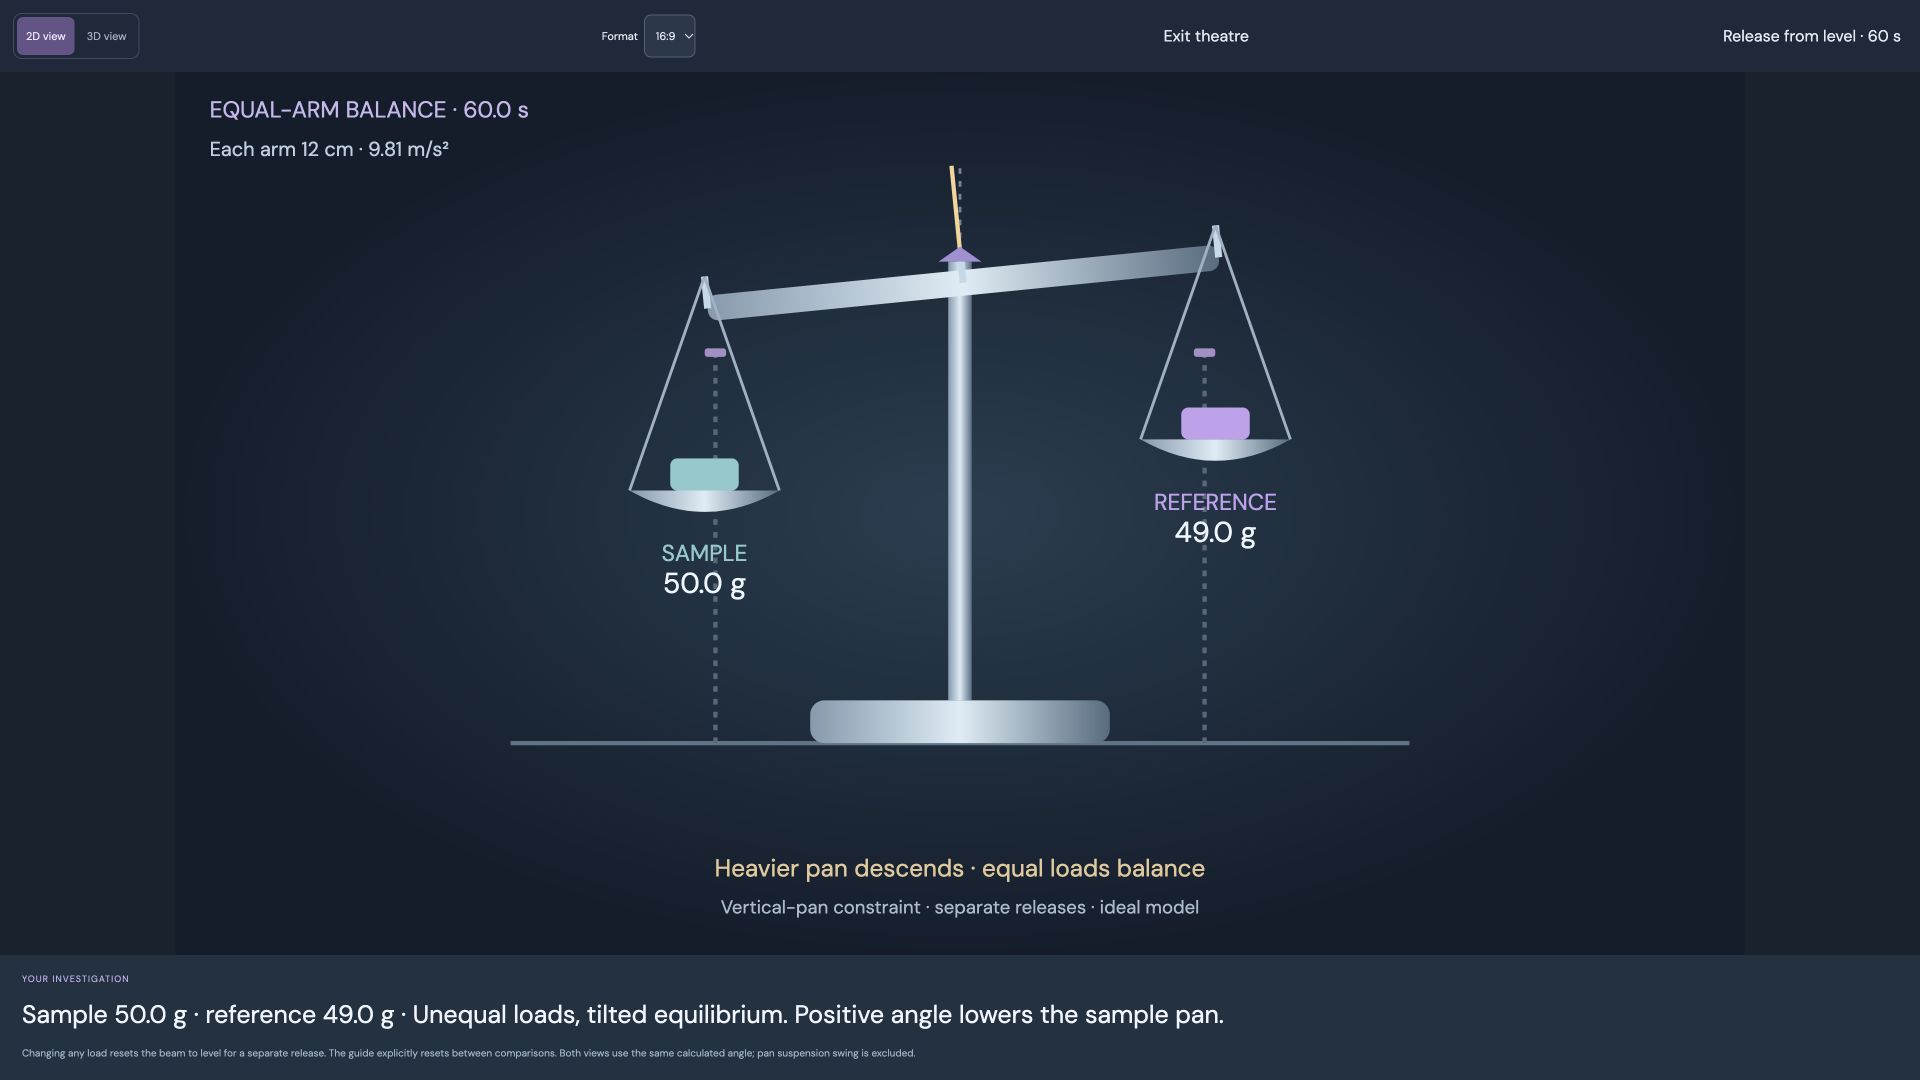 2D view
3D view
Format
16:9
Exit theatre
Release from level · 60 s
EQUAL-ARM BALANCE · 60.0 s
Each arm 12 cm · 9.81 m/s²
REFERENCE
49.0 g
SAMPLE
50.0 g
Heavier pan descends · equal loads balance
Vertical-pan constraint · separate releases · ideal model
YOUR INVESTIGATION
Sample 50.0 g · reference 49.0 g · Unequal loads, tilted equilibrium. Positive angle lowers the sample pan.
Changing any load resets the beam to level for a separate release. The guide explicitly resets between comparisons. Both views use the same calculated angle; pan suspension swing is excluded.